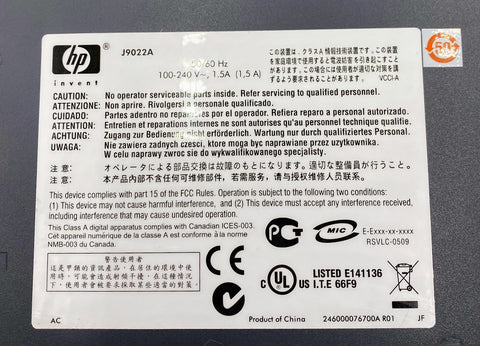 hp
invent
J9022A
50/60 Hz
100-240 V~, 1.5A (1,5 A)
この装置は、クラスA 情報技術装置です。この
装置を家庭環境で使用すると電波妨害を引き起こす
ことがあります。この場合には使用者が適切な対策
を講ずるよう要求されることがあります。 VCCI-A
50
CAUTION: No operator serviceable parts inside. Refer servicing to qualified personnel.
ATTENZIONE: Non aprire. Rivolgersi a personale qualificato.
CUIDADO: Partes adentro no repararios por el operador. Refiera reparo a personal autorizado.
ATTENTION: Entretiens et reparations internes ne sont autorisés qu'au personnel technique qualifié.
ACHTUNG: Zugang zur Bedienung nicht erforderlich. Wartung nur durch qualifiziertes Personal.
UWAGA: Nie zawiera żadnych części, ktore mogłyby być naprawiane przez użytkownika.
W celu naprawy zwroc się do wykwalifikowanego personelu.
注意： オペレータによる部品交換は故障のもとになります。適切な整備員が行うこと。
注意： 本产品内部不含任何可维修部件，若需服务，请与授权经销商联系。
This device complies with part 15 of the FCC Rules. Operation is subject to the following two conditions:
(1) This device may not cause harmful interference, and (2) This device must accept any interference
received, including interference that may cause undesired operation.
This Class A digital apparatus complies with Canadian ICES-003.
Cet appareil numérique de la classe A est conforme à la norme
NMB-003 du Canada.
MIC
E-Exxx-xx-xxxx
RSVLC-0509
警告使用者：
這是甲類的資訊產品，在居住的環境中
使用時，可能會造成射頻干擾，在這種
情況下，使用者會被要求採取某些適當
的對策。
UL
LISTED E141136
I.T.E 66F9
AC
Product of China
246000076700A R01
JF